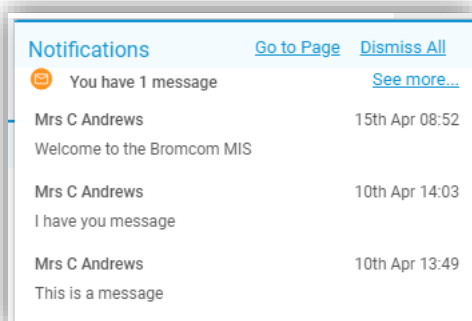 Notifications Go to Page Dismiss All
You have 1 message See more...
Mrs C Andrews 15th Apr 08:52
Welcome to the Bromcom MIS
Mrs C Andrews 10th Apr 14:03
I have you message
Mrs C Andrews 10th Apr 13:49
This is a message